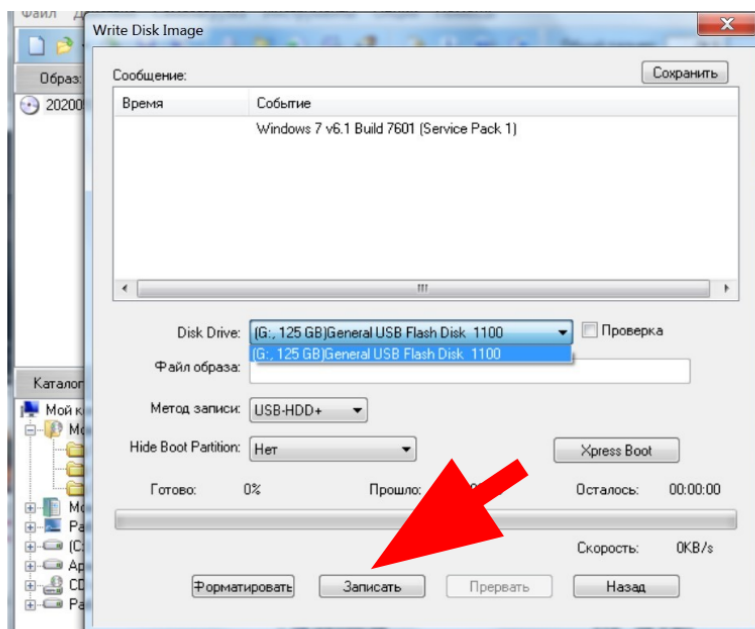 Write Disk Image
Образ:
20200
Сообщение:
Сохранить
Время Событие
Windows 7 v6.1 Build 7601 (Service Pack 1)
Disk Drive: (G:, 125 GB)General USB Flash Disk 1100 Проверка
(G:, 125 GB)General USB Flash Disk 1100
Файл образа:
Каталог
Метод записи: USB-HDD+
Мой к
Hide Boot Partition: Нет Xpress Boot
Готово: 0% Прошло: Осталось: 00:00:00
Скорость: 0KB/s
Форматировать Записать Прервать Назад